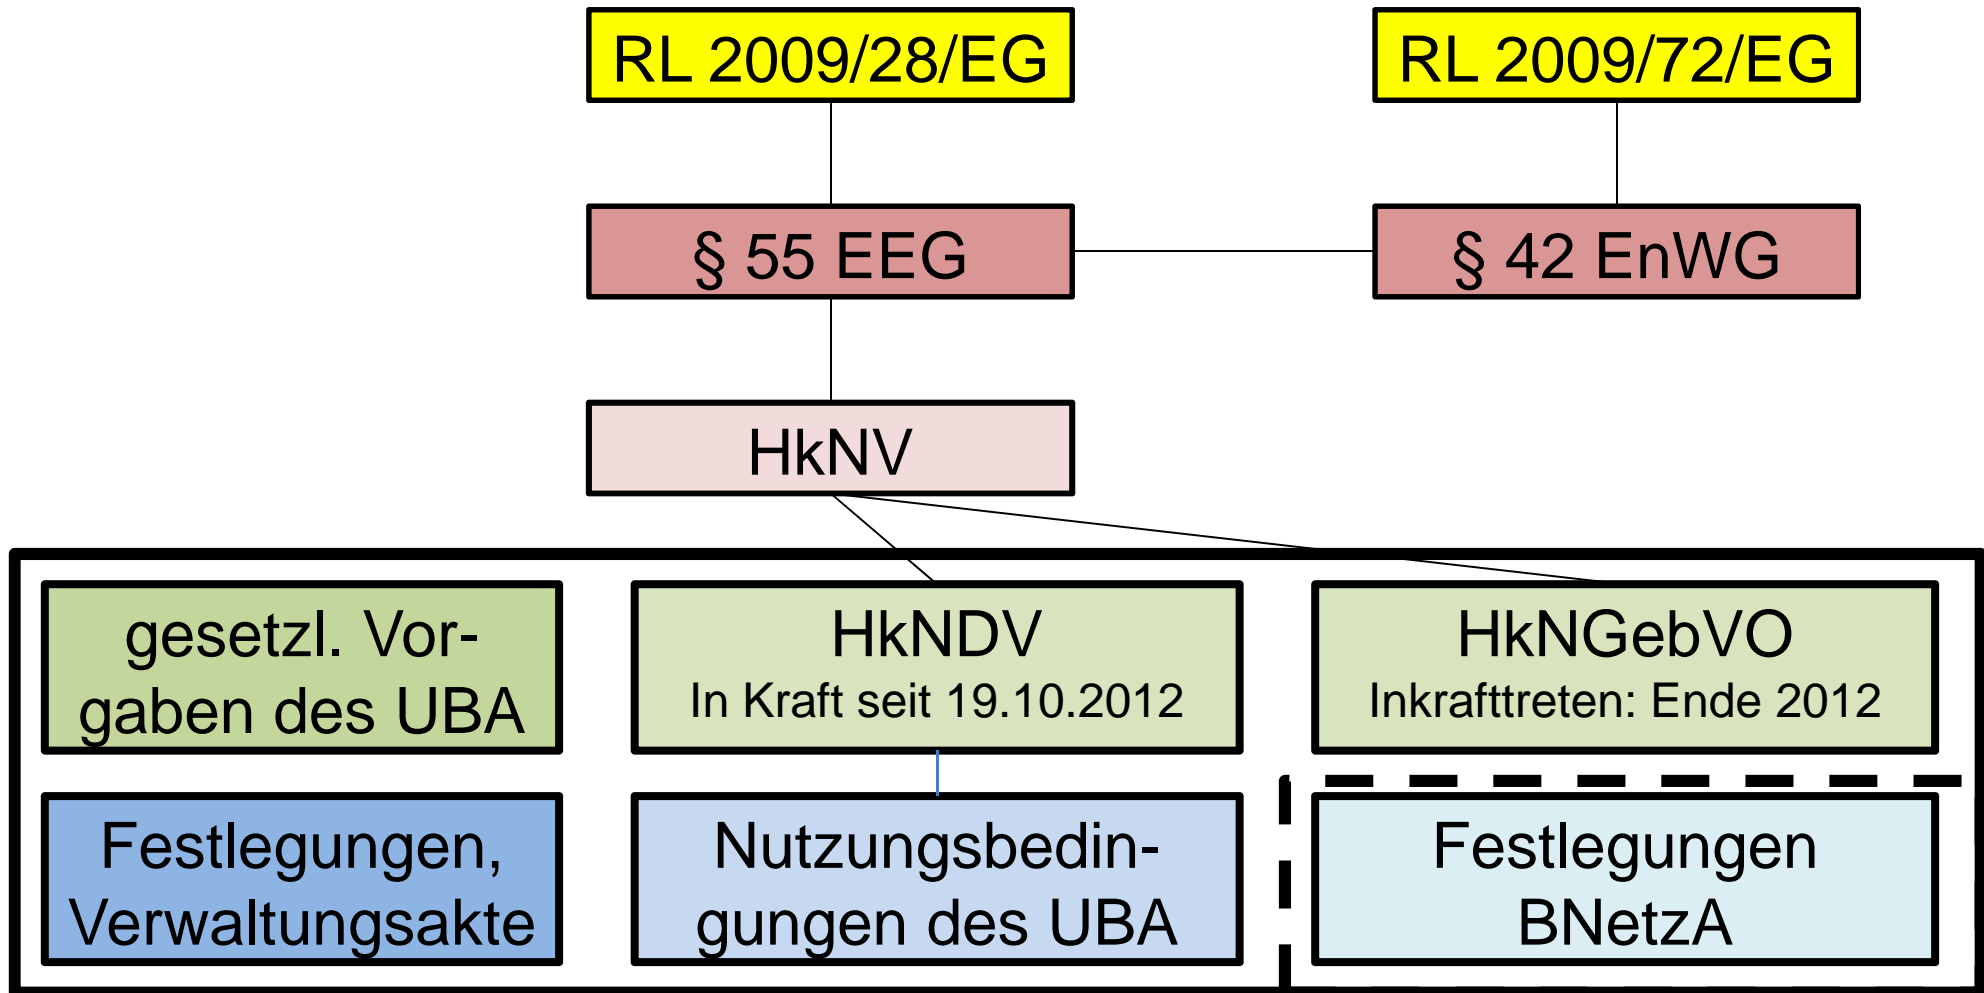 RL 2009/28/EG
RL 2009/72/EG
§ 55 EEG
§ 42 EnWG
HkNV
gesetzl. Vor-
gaben des UBA
HkNDV
In Kraft seit 19.10.2012
HkNGebVO
Inkrafttreten: Ende 2012
Festlegungen,
Verwaltungsakte
Nutzungsbedin-
gungen des UBA
Festlegungen
BNetzA